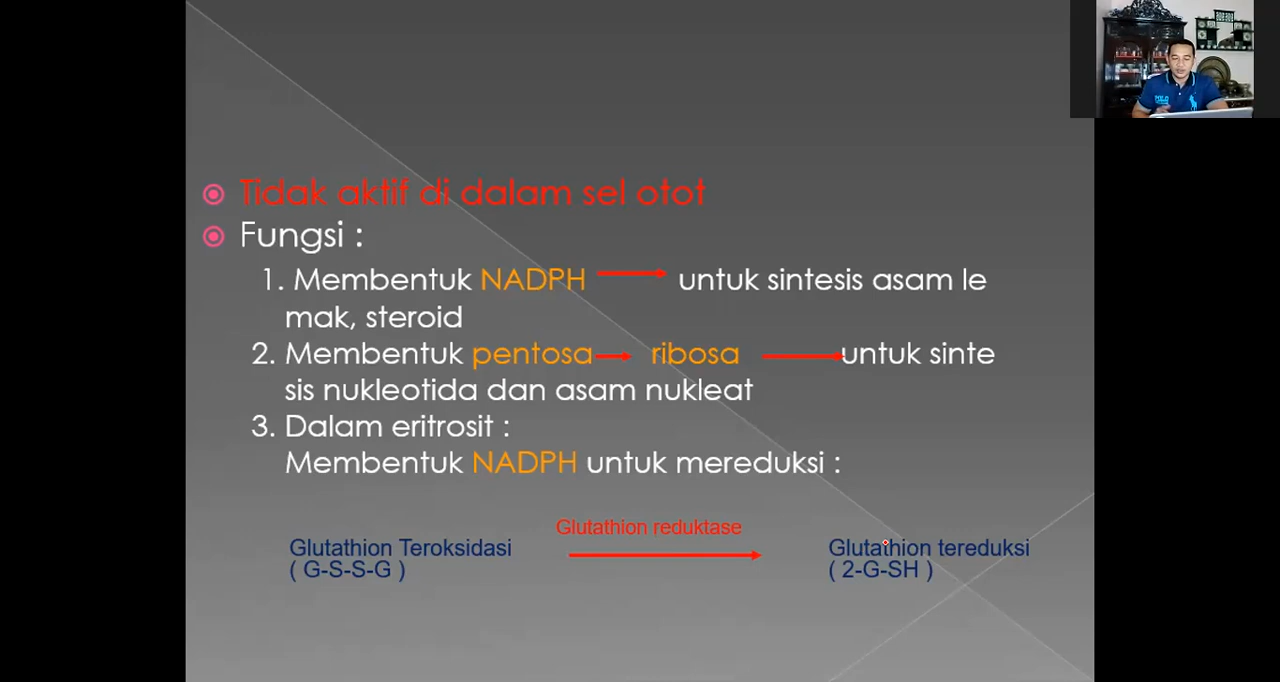 Tidak aktif di dalam sel otot
Fungsi :
1. Membentuk NADPH untuk sintesis asam le
mak, steroid
2. Membentuk pentosa ribosa untuk sinte
sis nukleotida dan asam nukleat
3. Dalam eritrosit :
Membentuk NADPH untuk mereduksi :
Glutathion reduktase
Glutathion Teroksidasi
( G-S-S-G )
Glutathion tereduksi
( 2-G-SH )
POLO